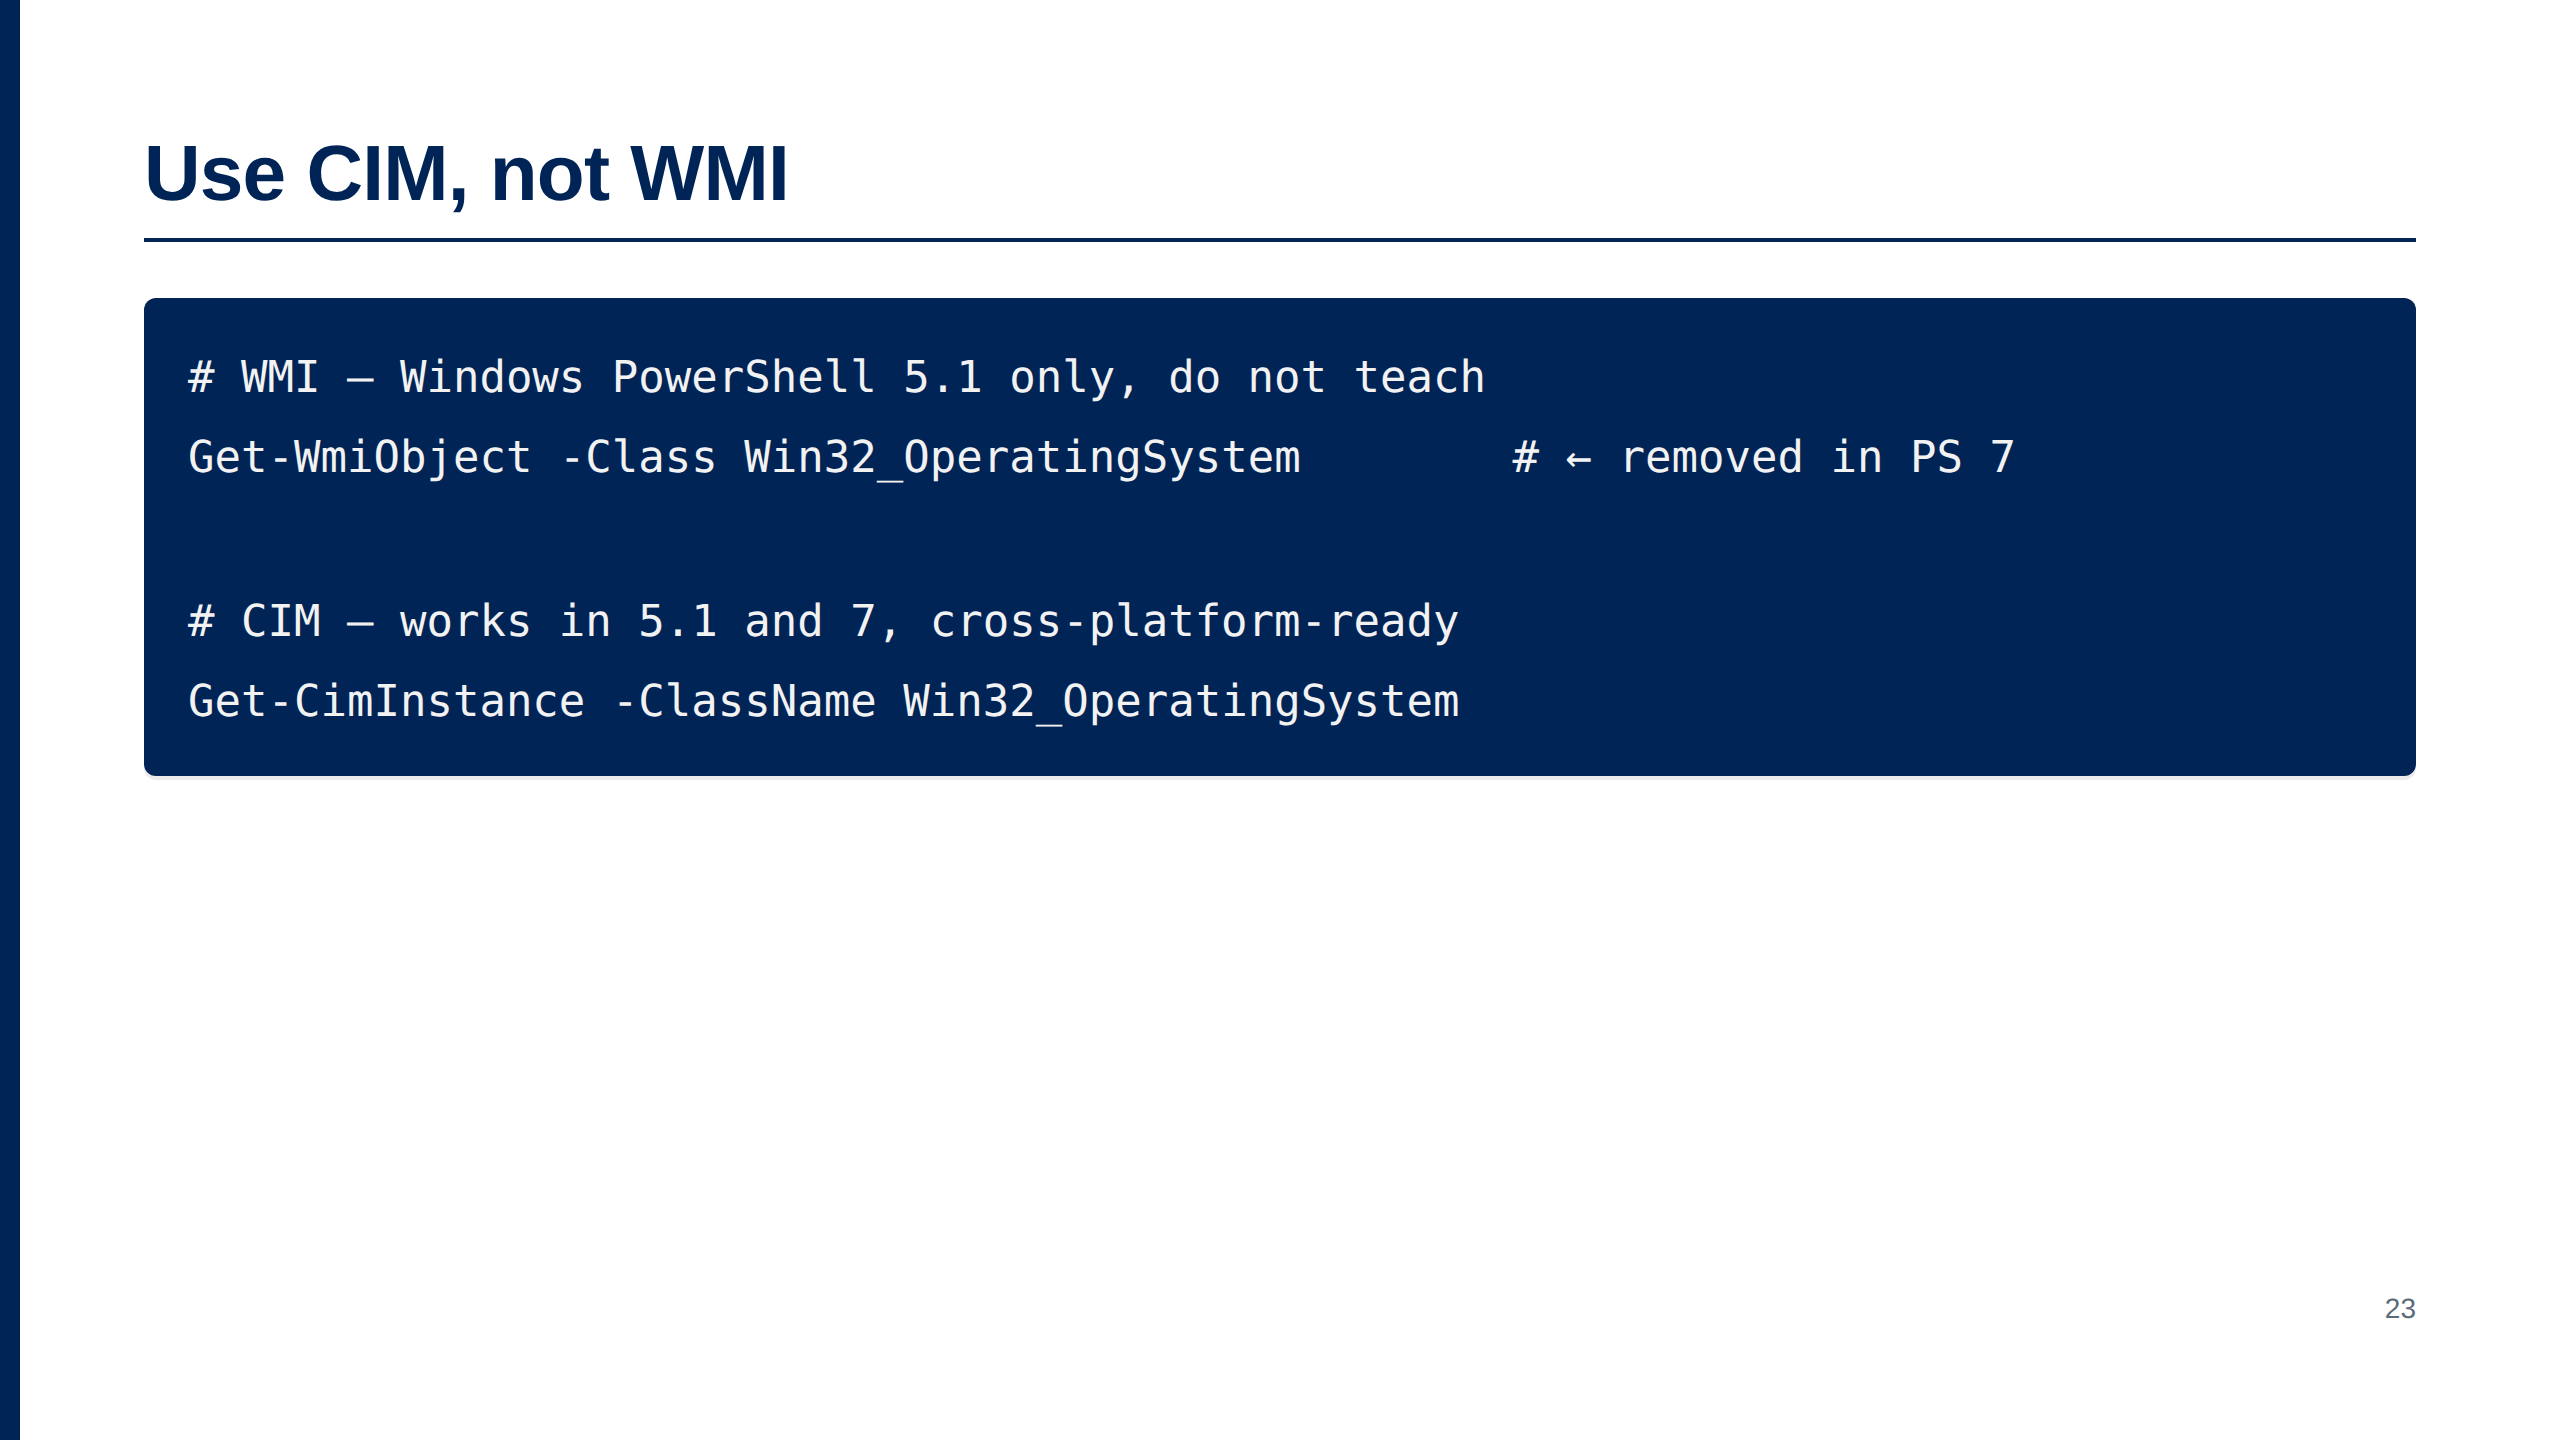 Use CIM, not WMI
# WMI — Windows PowerShell 5.1 only, do not teach
Get-WmiObject -Class Win32_OperatingSystem        # ← removed in PS 7
# CIM — works in 5.1 and 7, cross-platform-ready
Get-CimInstance -ClassName Win32_OperatingSystem
23